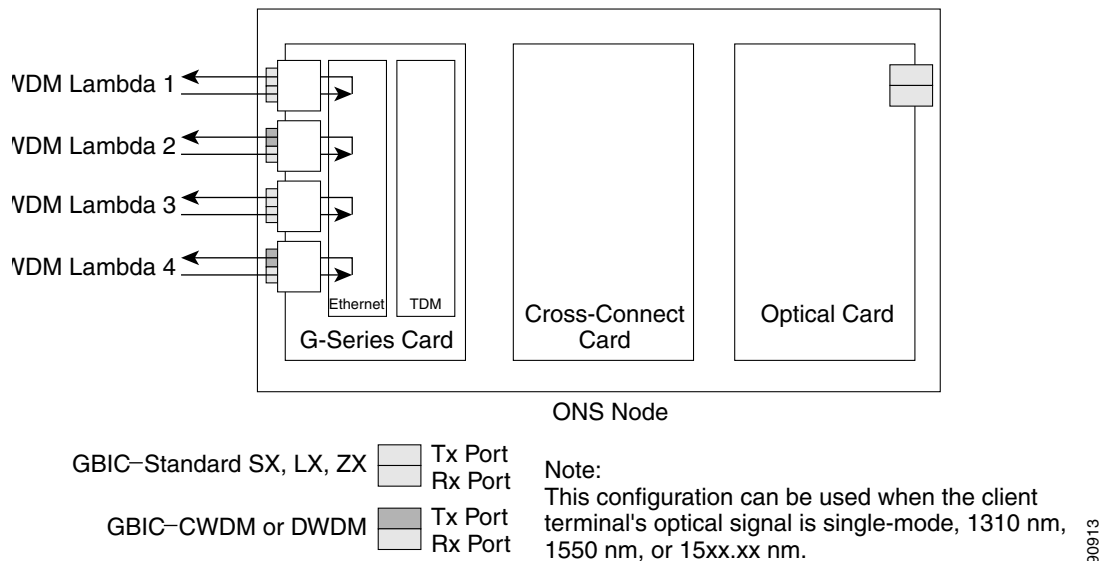 VDM Lambda 1
VDM Lambda 2
VDM Lambda 3
VDM Lambda 4
Ethernet
TDM
G-Series Card
Cross-Connect
Card
Optical Card
ONS Node
GBIC–Standard SX, LX, ZX
Tx Port
Rx Port
GBIC–CWDM or DWDM
Tx Port
Rx Port
Note:
This configuration can be used when the client
terminal's optical signal is single-mode, 1310 nm,
1550 nm, or 15xx.xx nm.
90913